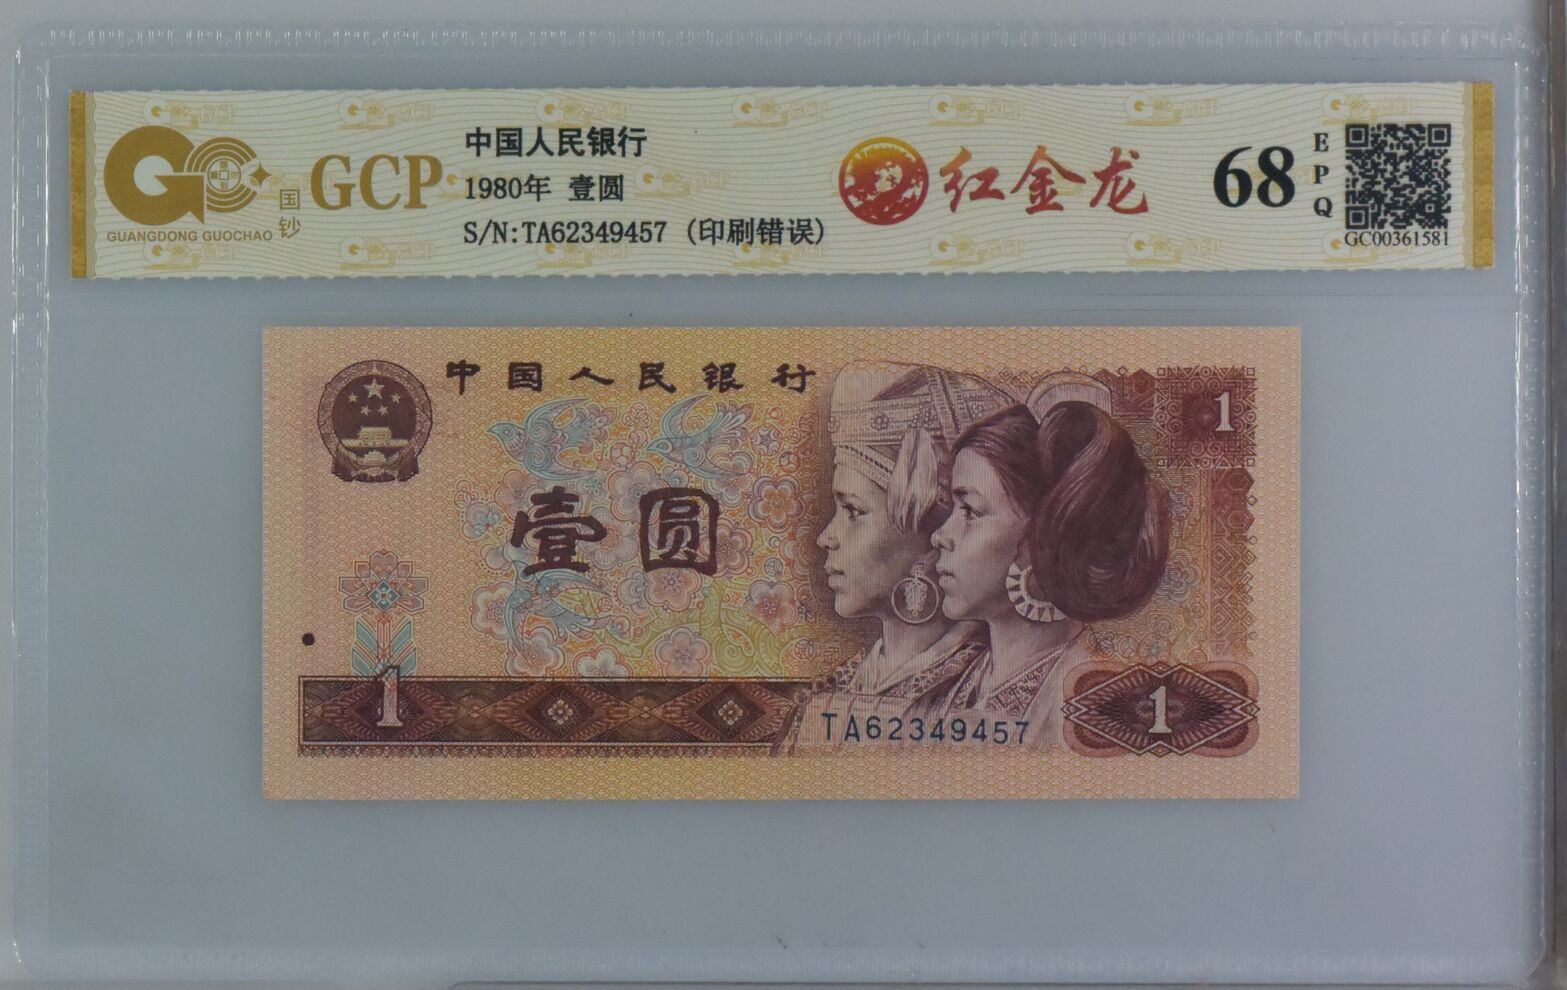 中国人民银行
1980年 壹圆
S/N:TA62349457 (印刷错误)
GCP
国钞
GUANGDONG GUOCHAO
红金龙
68
EPQ
GC00361581
中国人民银行
1
壹圆
1
1
TA62349457